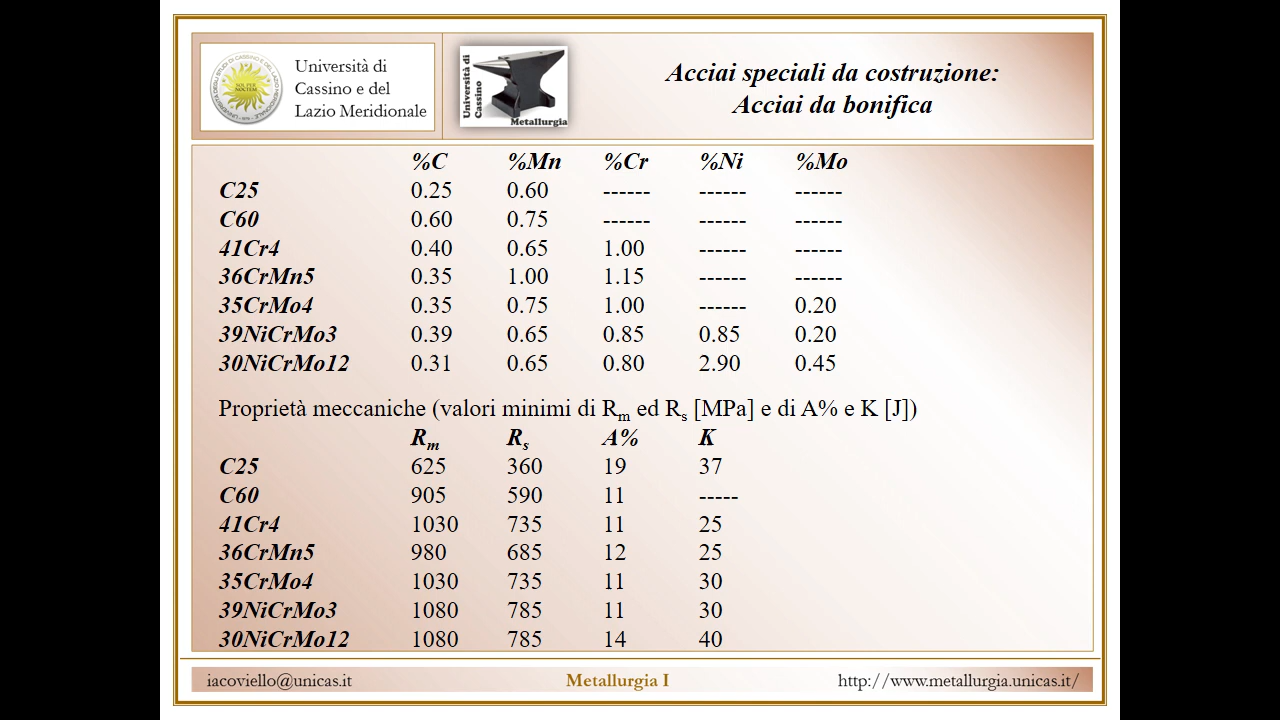 Università di
Cassino e del
Lazio Meridionale
Università di
Cassino
Metallurgia
Acciai speciali da costruzione:
Acciai da bonifica
%C %Mn %Cr %Ni %Mo
C25 0.25 0.60 ------ ------ ------
C60 0.60 0.75 ------ ------ ------
41Cr4 0.40 0.65 1.00 ------ ------
36CrMn5 0.35 1.00 1.15 ------ ------
35CrMo4 0.35 0.75 1.00 ------ 0.20
39NiCrMo3 0.39 0.65 0.85 0.85 0.20
30NiCrMo12 0.31 0.65 0.80 2.90 0.45
Proprietà meccaniche (valori minimi di Rm ed Rs [MPa] e di A% e K [J])
Rm Rs A% K
C25 625 360 19 37
C60 905 590 11 -----
41Cr4 1030 735 11 25
36CrMn5 980 685 12 25
35CrMo4 1030 735 11 30
39NiCrMo3 1080 785 11 30
30NiCrMo12 1080 785 14 40
iacoviello@unicas.it Metallurgia I http://www.metallurgia.unicas.it/